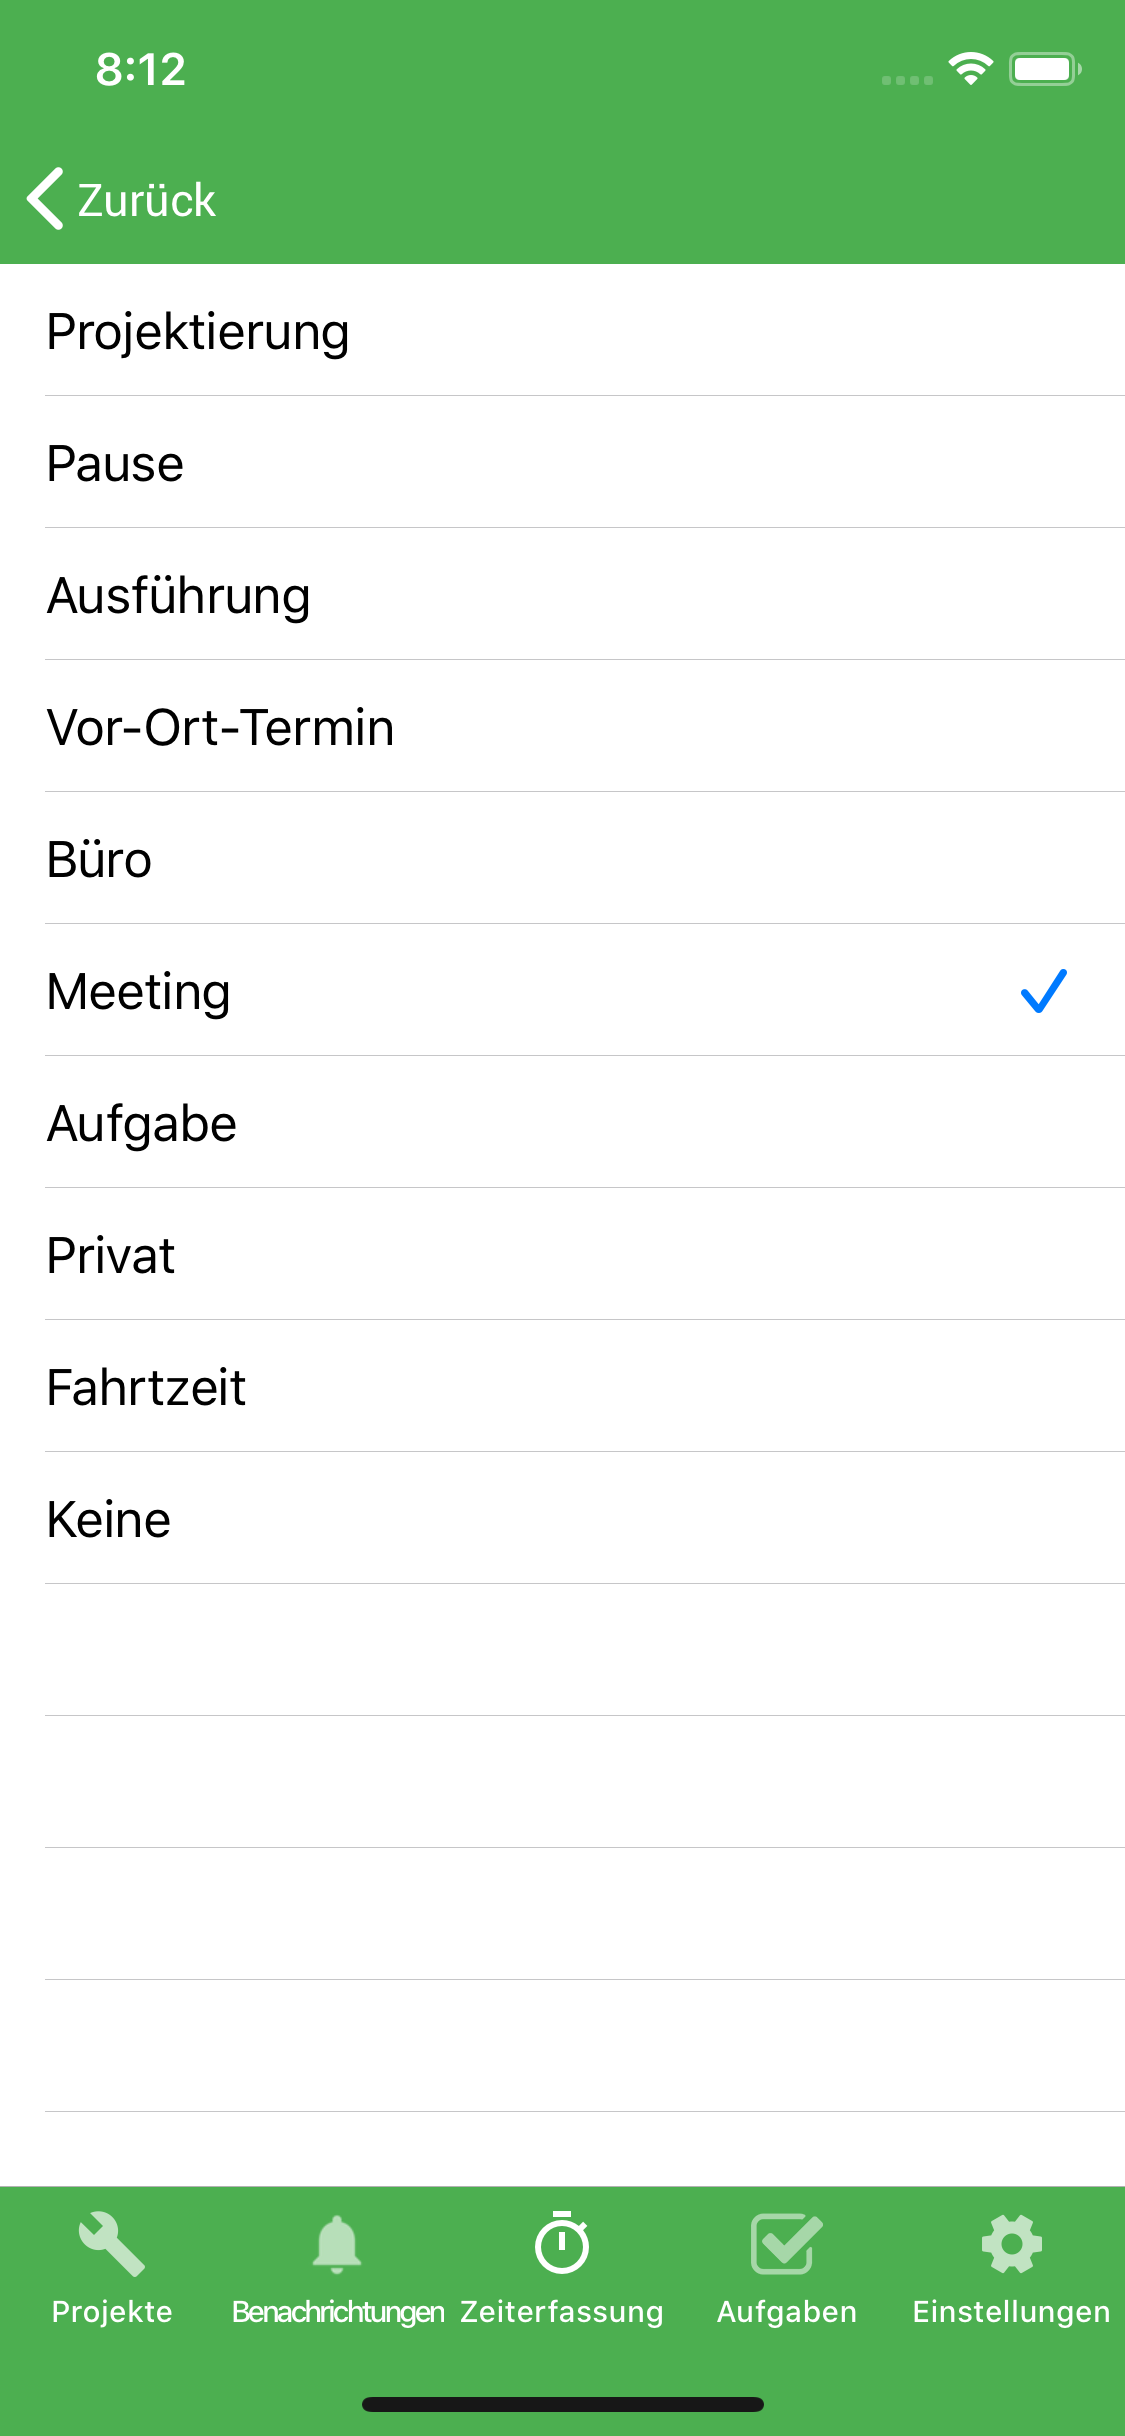 8:12
Zurück
Projektierung
Pause
Ausführung
Vor-Ort-Termin
Büro
Meeting
Aufgabe
Privat
Fahrtzeit
Keine
Projekte Benachrichtungen Zeiterfassung Aufgaben Einstellungen